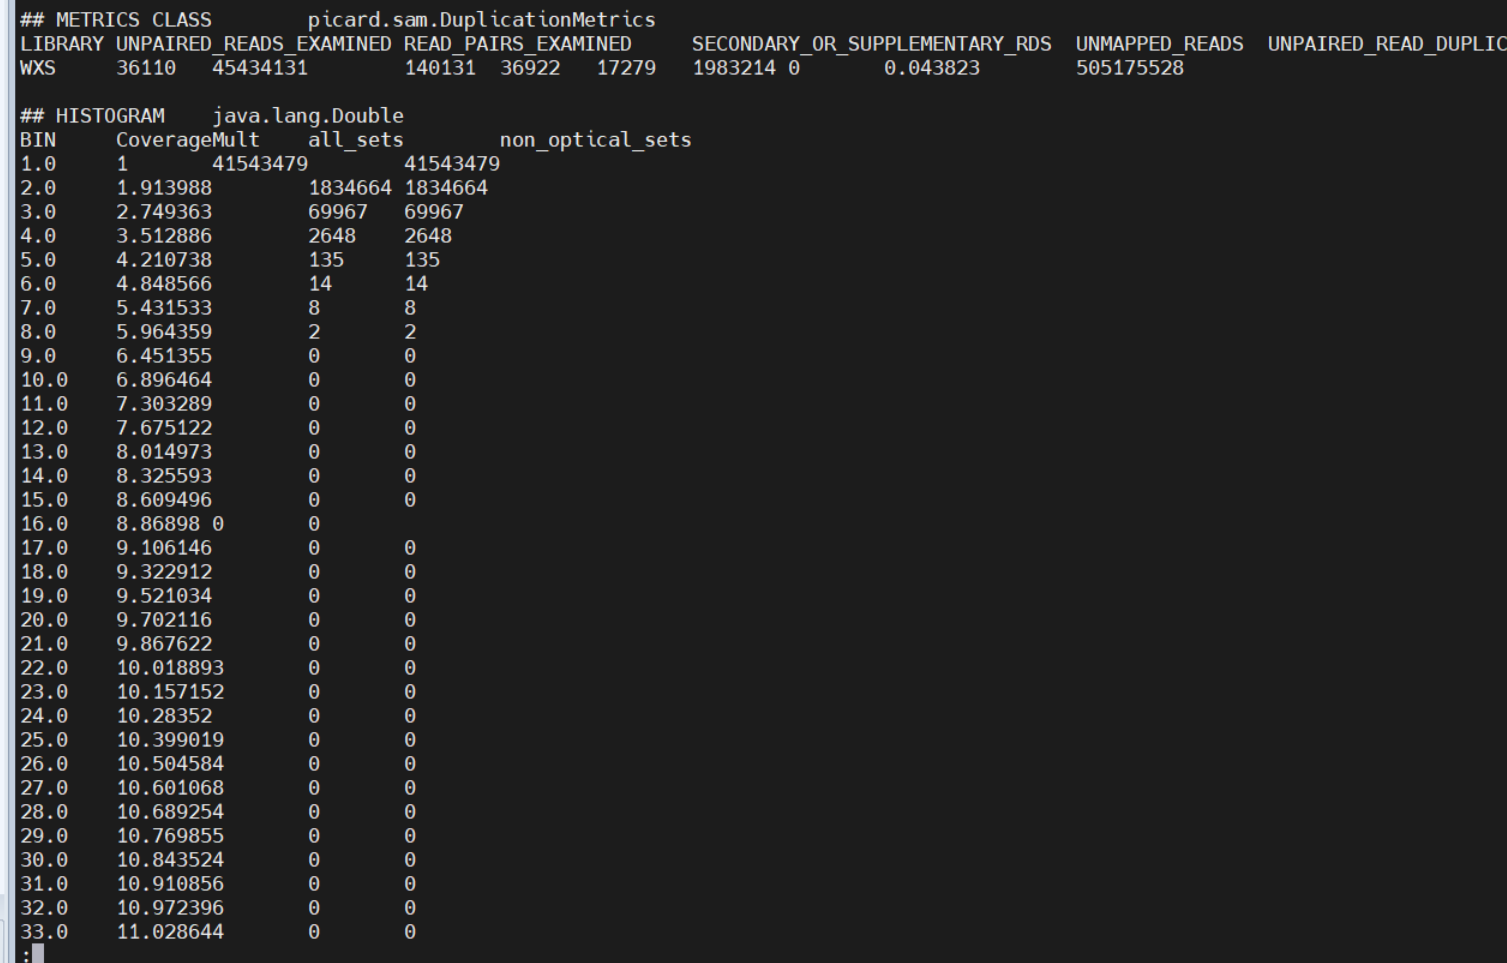 ## METRICS CLASS picard.sam.DuplicationMetrics
LIBRARY UNPAIRED_READS_EXAMINED READ_PAIRS_EXAMINED SECONDARY_OR_SUPPLEMENTARY_RDS UNMAPPED_READS UNPAIRED_READ_DUPLIC
WXS 36110 45434131 140131 36922 17279 1983214 0 0.043823 505175528
## HISTOGRAM java.lang.Double
BIN CoverageMult all_sets non_optical_sets
1.0 1 41543479 41543479
2.0 1.913988 1834664 1834664
3.0 2.749363 69967 69967
4.0 3.512886 2648 2648
5.0 4.210738 135 135
6.0 4.848566 14 14
7.0 5.431533 8 8
8.0 5.964359 2 2
9.0 6.451355 0 0
10.0 6.896464 0 0
11.0 7.303289 0 0
12.0 7.675122 0 0
13.0 8.014973 0 0
14.0 8.325593 0 0
15.0 8.609496 0 0
16.0 8.86898 0 0
17.0 9.106146 0 0
18.0 9.322912 0 0
19.0 9.521034 0 0
20.0 9.702116 0 0
21.0 9.867622 0 0
22.0 10.018893 0 0
23.0 10.157152 0 0
24.0 10.28352 0 0
25.0 10.399019 0 0
26.0 10.504584 0 0
27.0 10.601068 0 0
28.0 10.689254 0 0
29.0 10.769855 0 0
30.0 10.843524 0 0
31.0 10.910856 0 0
32.0 10.972396 0 0
33.0 11.028644 0 0
: